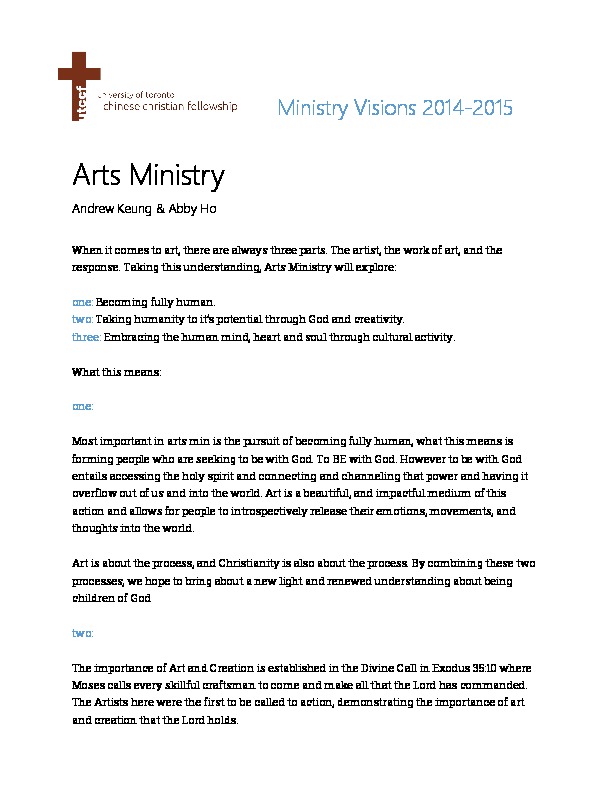 utccf
university of toronto
chinese christian fellowship
Ministry Visions 2014-2015
Arts Ministry
Andrew Keung & Abby Ho
When it comes to art, there are always three parts. The artist, the work of art, and the
response. Taking this understanding, Arts Ministry will explore:
one: Becoming fully human.
two: Taking humanity to it's potential through God and creativity.
three: Embracing the human mind, heart and soul through cultural activity.
What this means:
one:
Most important in arts min is the pursuit of becoming fully human, what this means is
forming people who are seeking to be with God. To BE with God. However to be with God
entails accessing the holy spirit and connecting and channeling that power and having it
overflow out of us and into the world. Art is a beautiful, and impactful medium of this
action and allows for people to introspectively release their emotions, movements, and
thoughts into the world.
Art is about the process, and Christianity is also about the process. By combining these two
processes, we hope to bring about a new light and renewed understanding about being
children of God
two:
The importance of Art and Creation is established in the Divine Call in Exodus 35:10 where
Moses calls every skillful craftsman to come and make all that the Lord has commanded.
The Artists here were the first to be called to action, demonstrating the importance of art
and creation that the Lord holds.